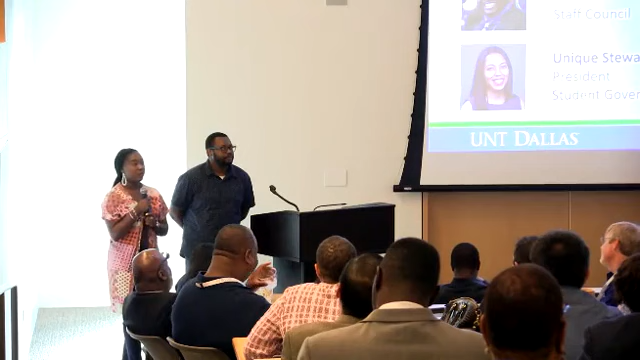 Staff Council
Unique Stewa
President
Student Gover
UNT DALLAS